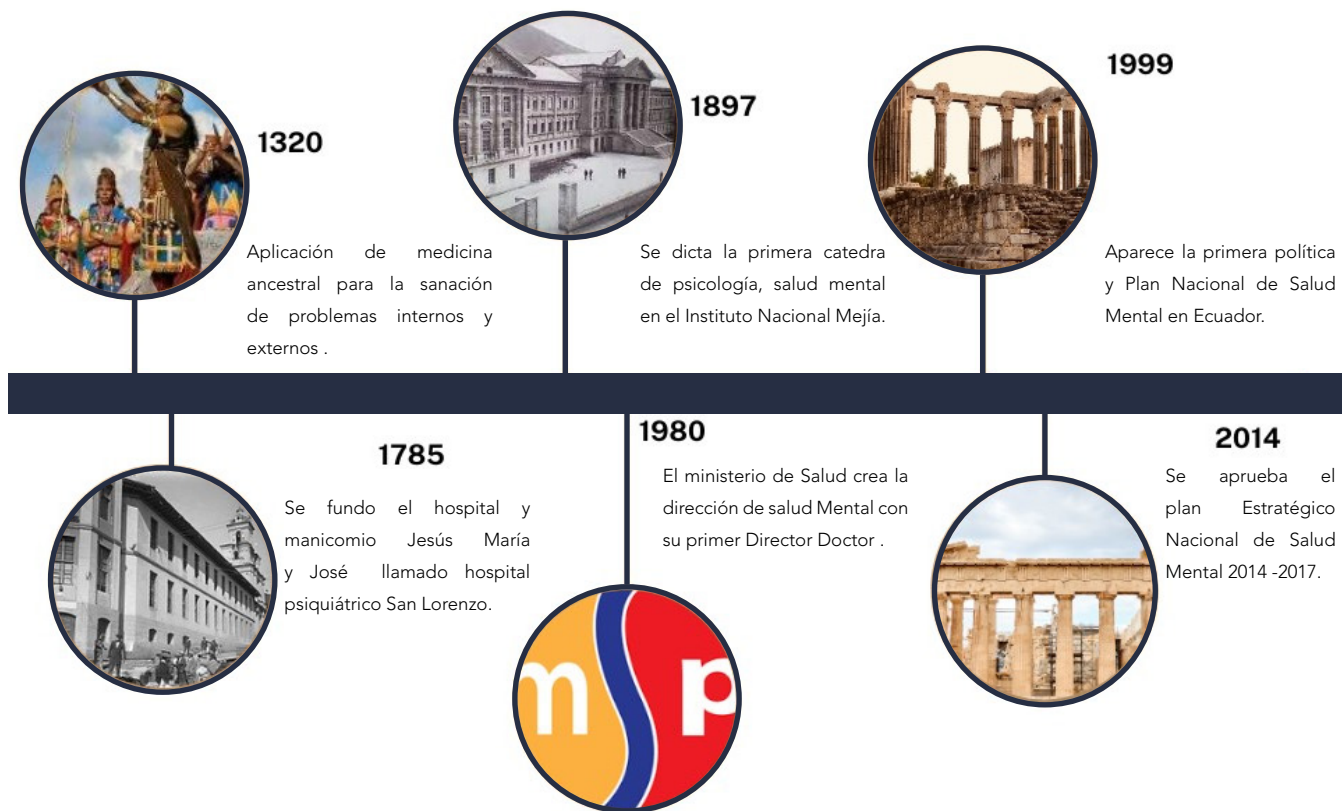 1320
Aplicación de medicina
ancestral para la sanación
de problemas internos y
externos .
1897
Se dicta la primera catedra
de psicología, salud mental
en el Instituto Nacional Mejía.
1999
Aparece la primera política
y Plan Nacional de Salud
Mental en Ecuador.
1785
Se fundo el hospital y
manicomio Jesús María
y José llamado hospital
psiquiátrico San Lorenzo.
1980
El ministerio de Salud crea la
dirección de salud Mental con
su primer Director Doctor .
msp
2014
Se aprueba el
plan Estratégico
Nacional de Salud
Mental 2014 -2017.